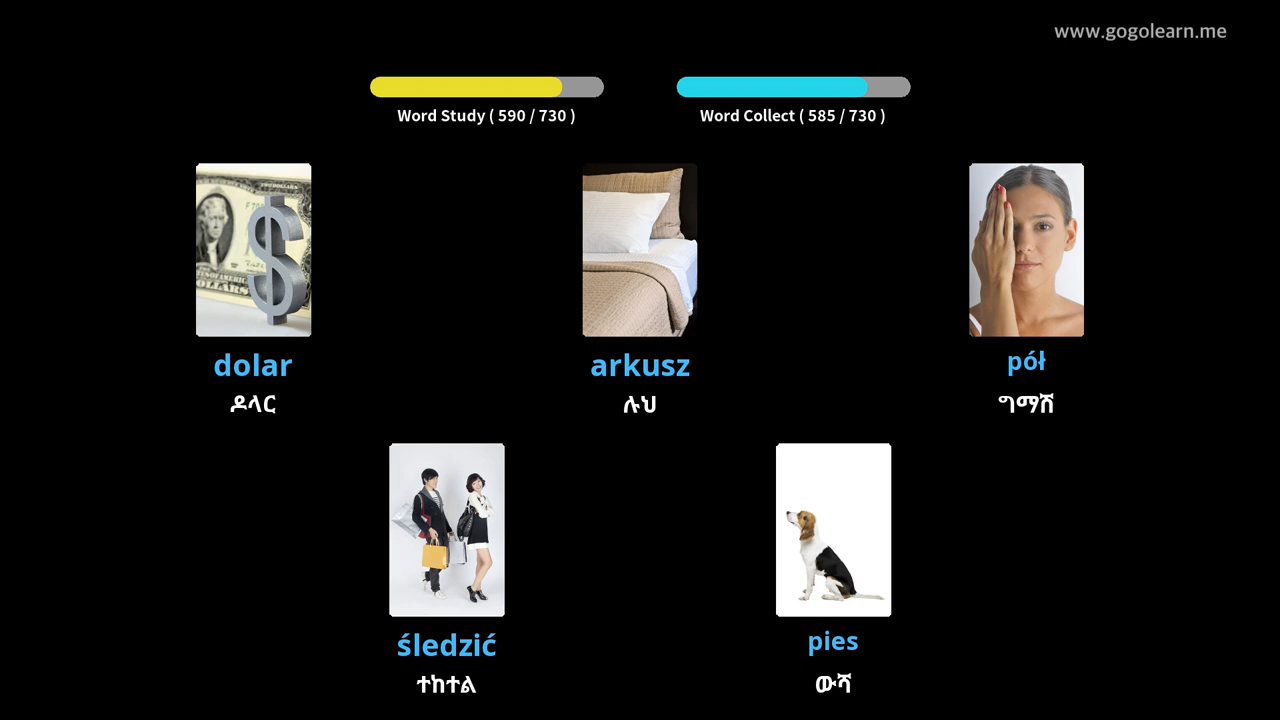 www.gogolearn.me
Word Study ( 590 / 730 )
Word Collect ( 585 / 730 )
dolar
arkusz
pół
ዶላር
ሉህ
ግማሽ
śledzić
pies
ተከተል
ውሻ